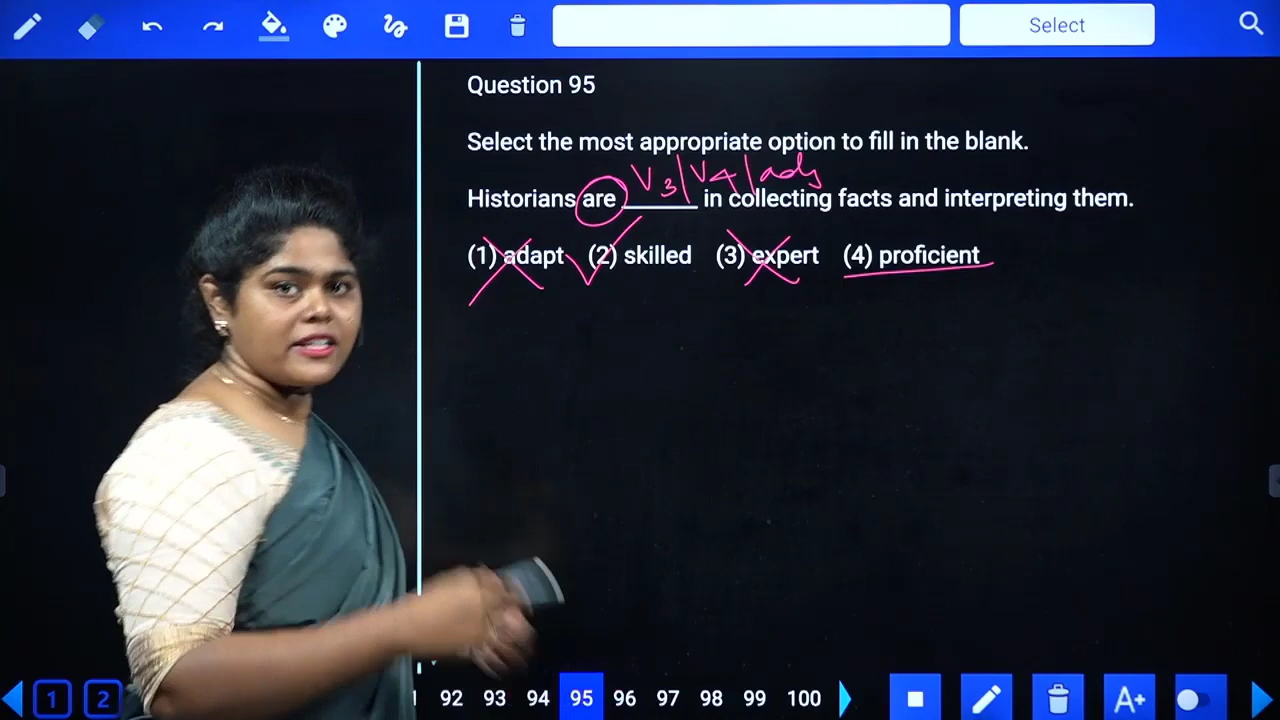 Select
Question 95
Select the most appropriate option to fill in the blank.
V3/V4/adj
Historians are ______ in collecting facts and interpreting them.
(1) adapt (2) skilled (3) expert (4) proficient
1 2 92 93 94 95 96 97 98 99 100 A+